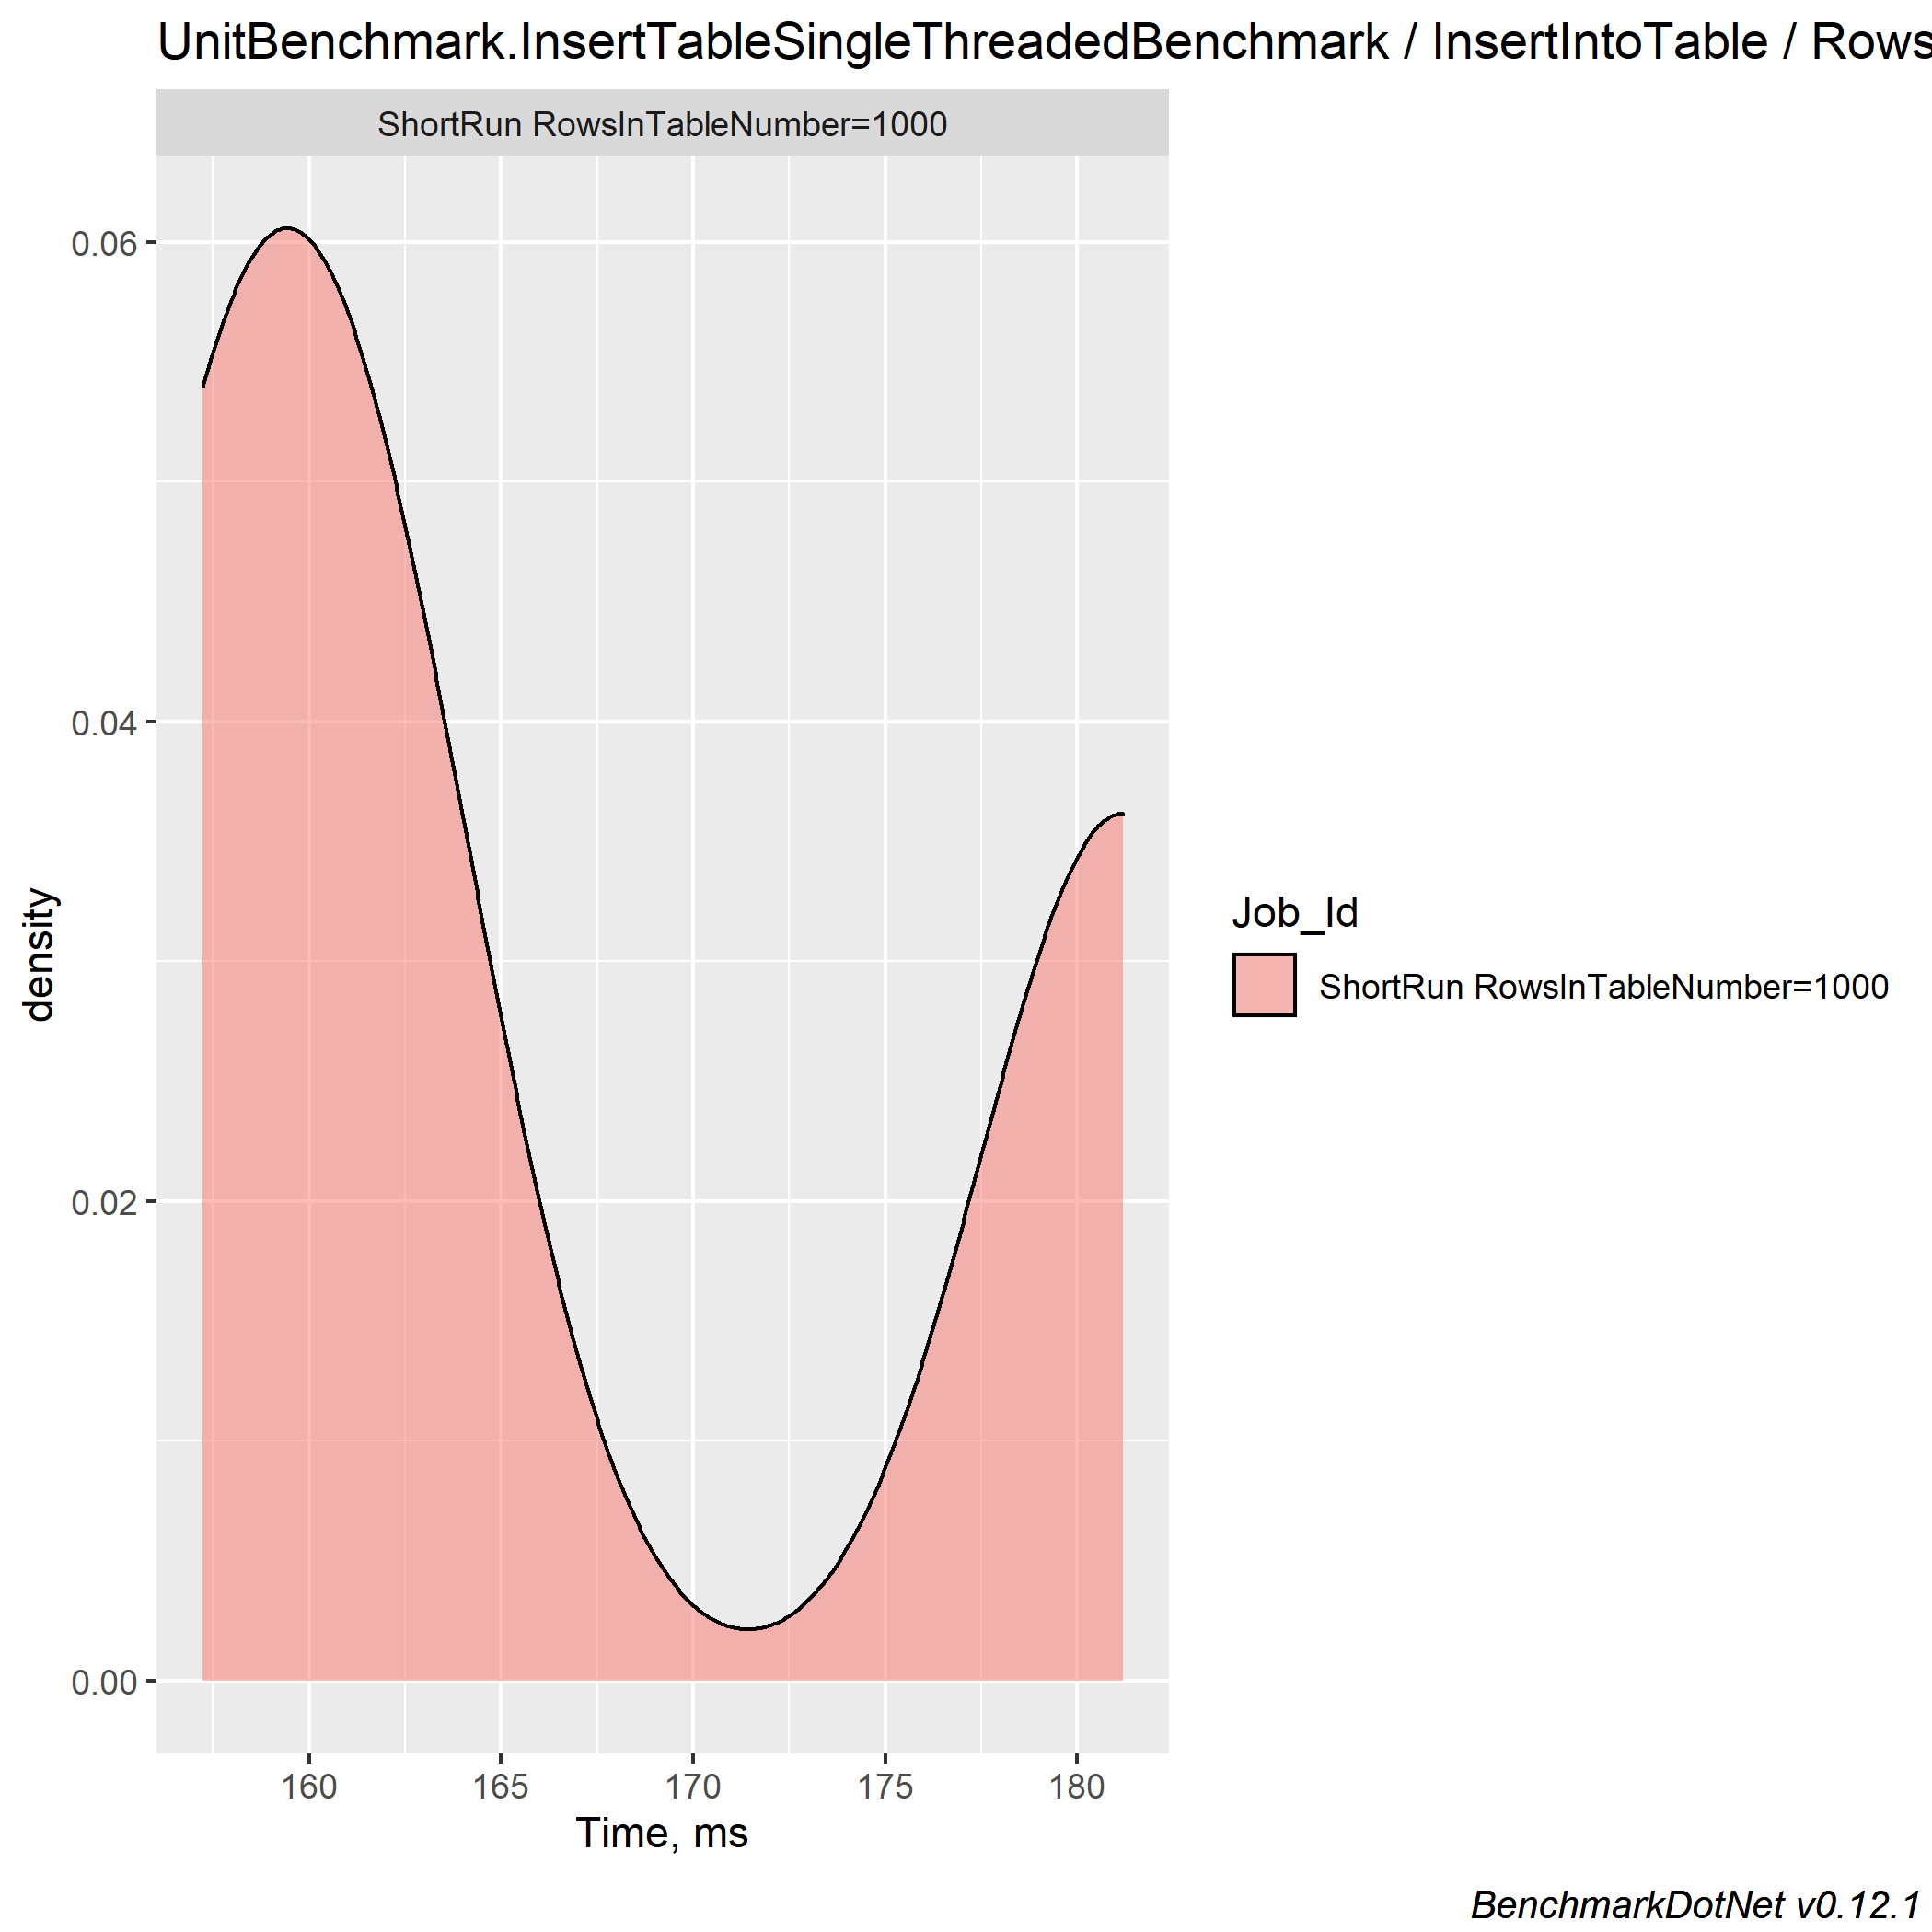 UnitBenchmark.InsertTableSingleThreadedBenchmark / InsertIntoTable / Rows
ShortRun RowsInTableNumber=1000
0.06
0.04
0.02
0.00
density
160 165 170 175 180
Time, ms
Job_Id
ShortRun RowsInTableNumber=1000
BenchmarkDotNet v0.12.1